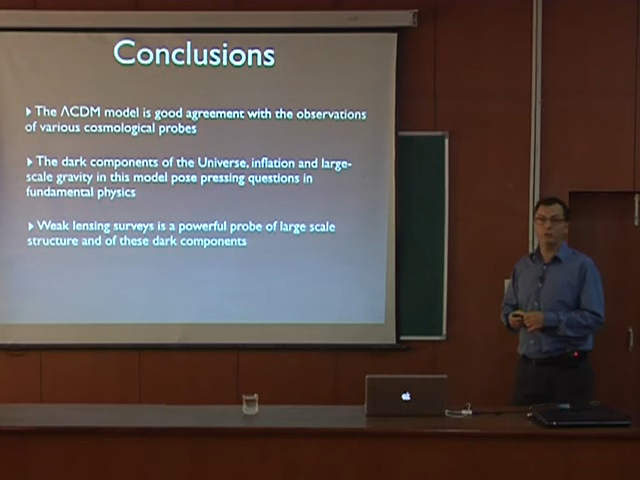 Conclusions
The ΛCDM model is good agreement with the observations
of various cosmological probes
The dark components of the Universe, inflation and large-
scale gravity in this model pose pressing questions in
fundamental physics
Weak lensing surveys is a powerful probe of large scale
structure and of these dark components